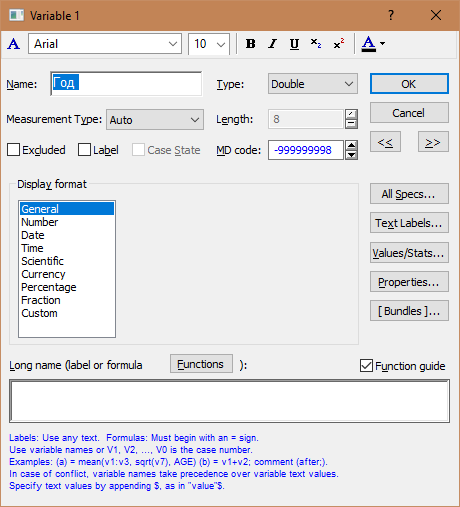 Variable 1
A Arial 10 B I U x₂ x² A
Name: Год Type: Double OK
Measurement Type: Auto Length: 8 Cancel
Excluded Label Case State MD code: -999999998 << >>
Display format
All Specs...
General
Number
Text Labels...
Date
Time
Values/Stats...
Scientific
Currency
Properties...
Percentage
Fraction
[ Bundles ]...
Custom
Long name (label or formula Functions ): Function guide
Labels: Use any text. Formulas: Must begin with an = sign.
Use variable names or V1, V2, ..., V0 is the case number.
Examples: (a) = mean(v1:v3, sqrt(v7), AGE) (b) = v1+v2; comment (after;).
In case of conflict, variable names take precedence over variable text values.
Specify text values by appending $, as in "value"$.